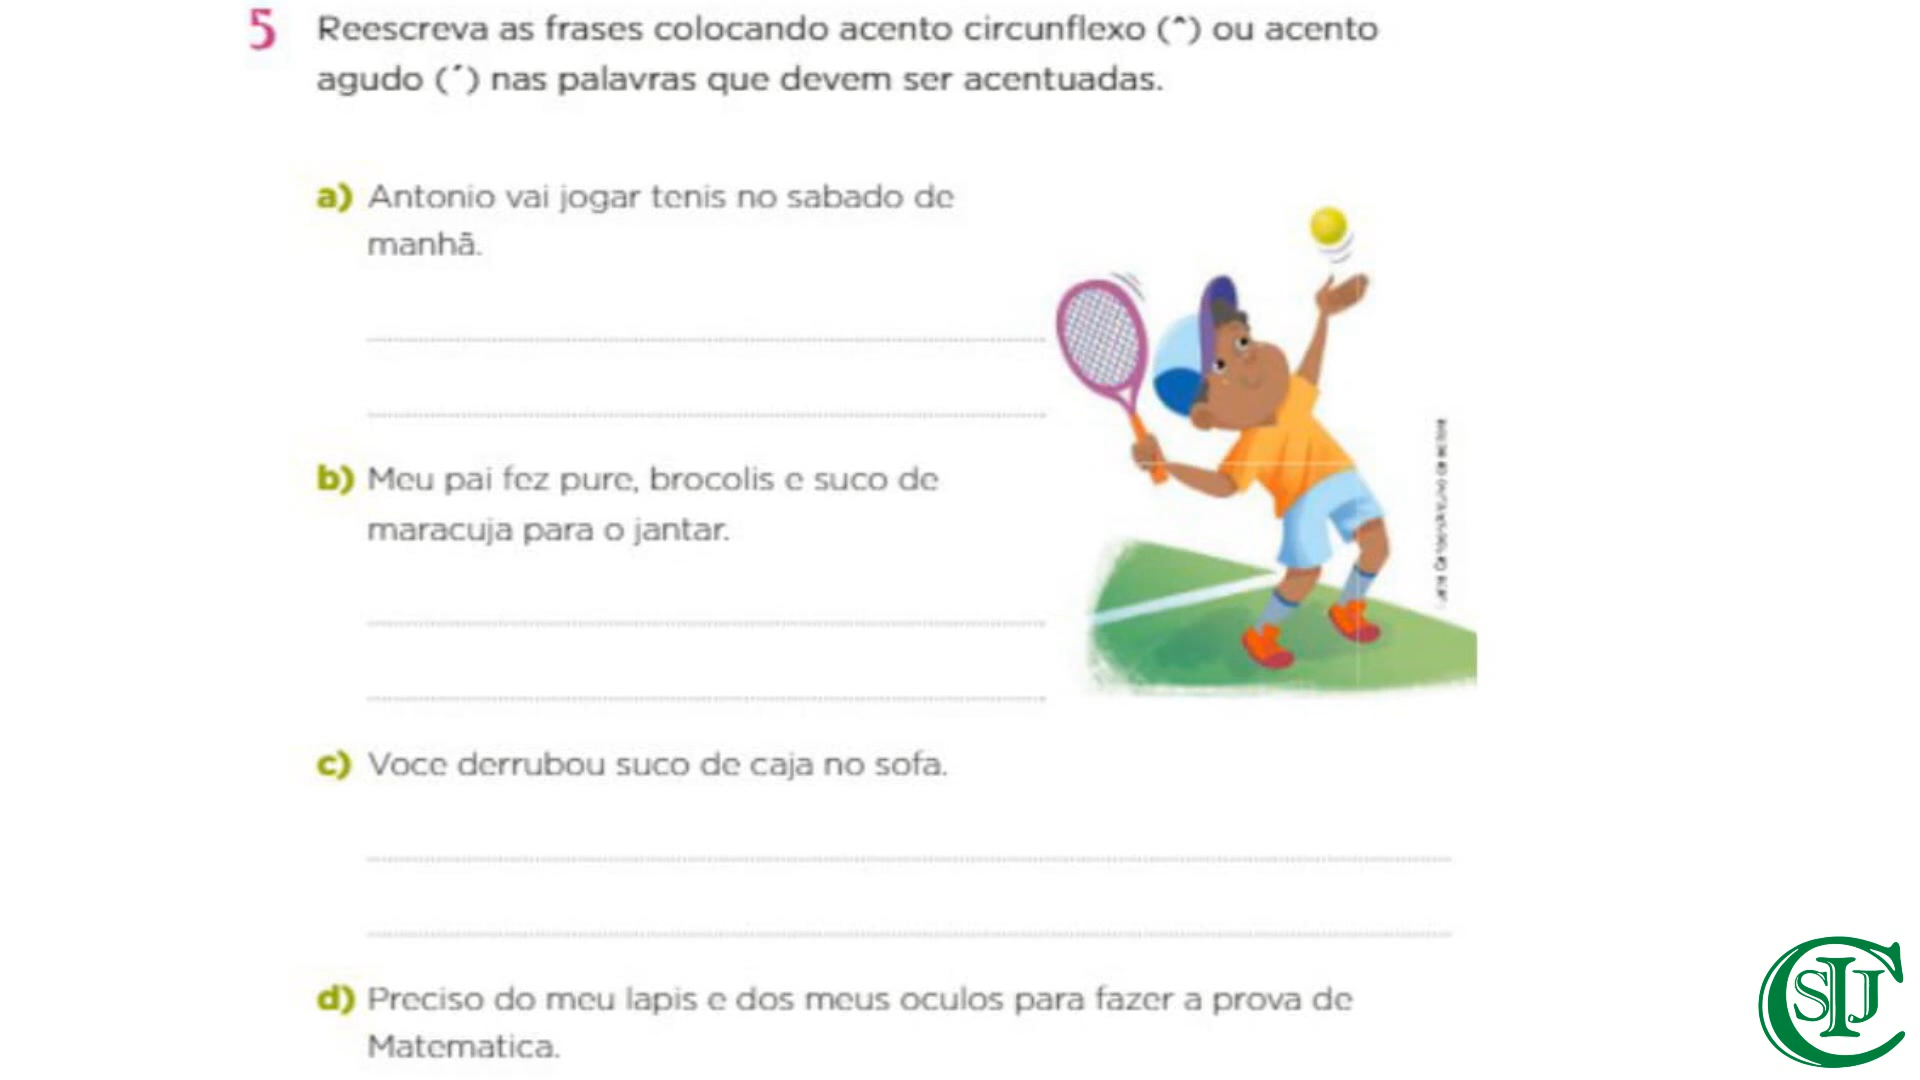 5 Reescreva as frases colocando acento circunflexo (^) ou acento
agudo (´) nas palavras que devem ser acentuadas.
a) Antonio vai jogar tenis no sabado de
manhã.
b) Meu pai fez pure, brocolis e suco de
maracuja para o jantar.
c) Voce derrubou suco de caja no sofa.
d) Preciso do meu lapis e dos meus oculos para fazer a prova de
Matematica.
CSIJ